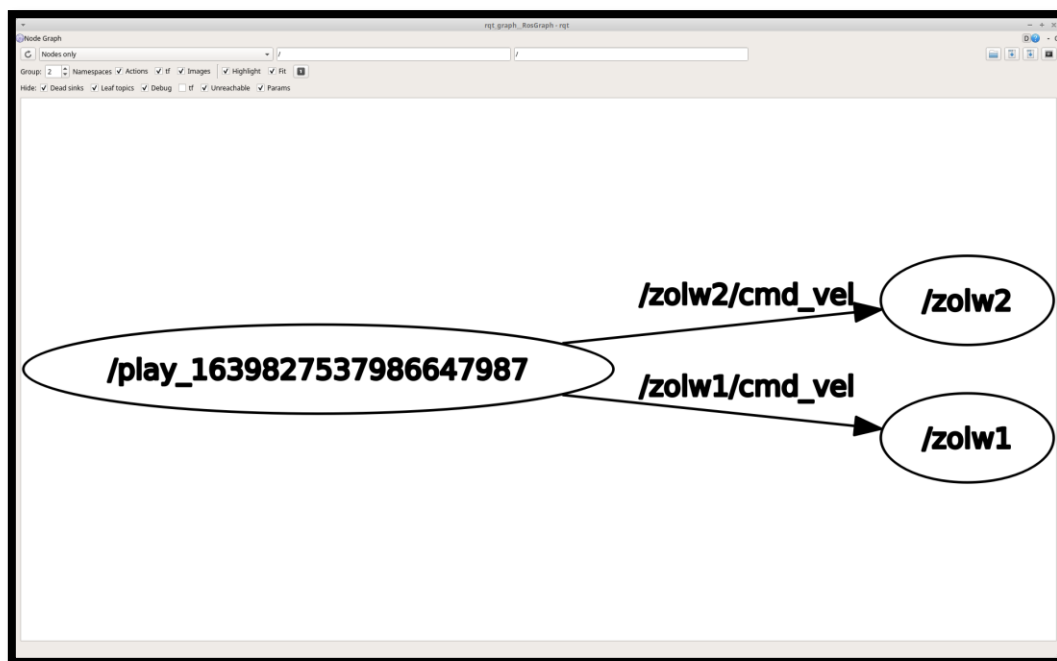 rqt_graph__RosGraph - rqt
Node Graph
D
Nodes only / /
Group: 2 Namespaces Actions tf Images Highlight Fit
Hide: Dead sinks Leaf topics Debug tf Unreachable Params
/zolw2/cmd_vel
/zolw2
/play_1639827537986647987
/zolw1/cmd_vel
/zolw1